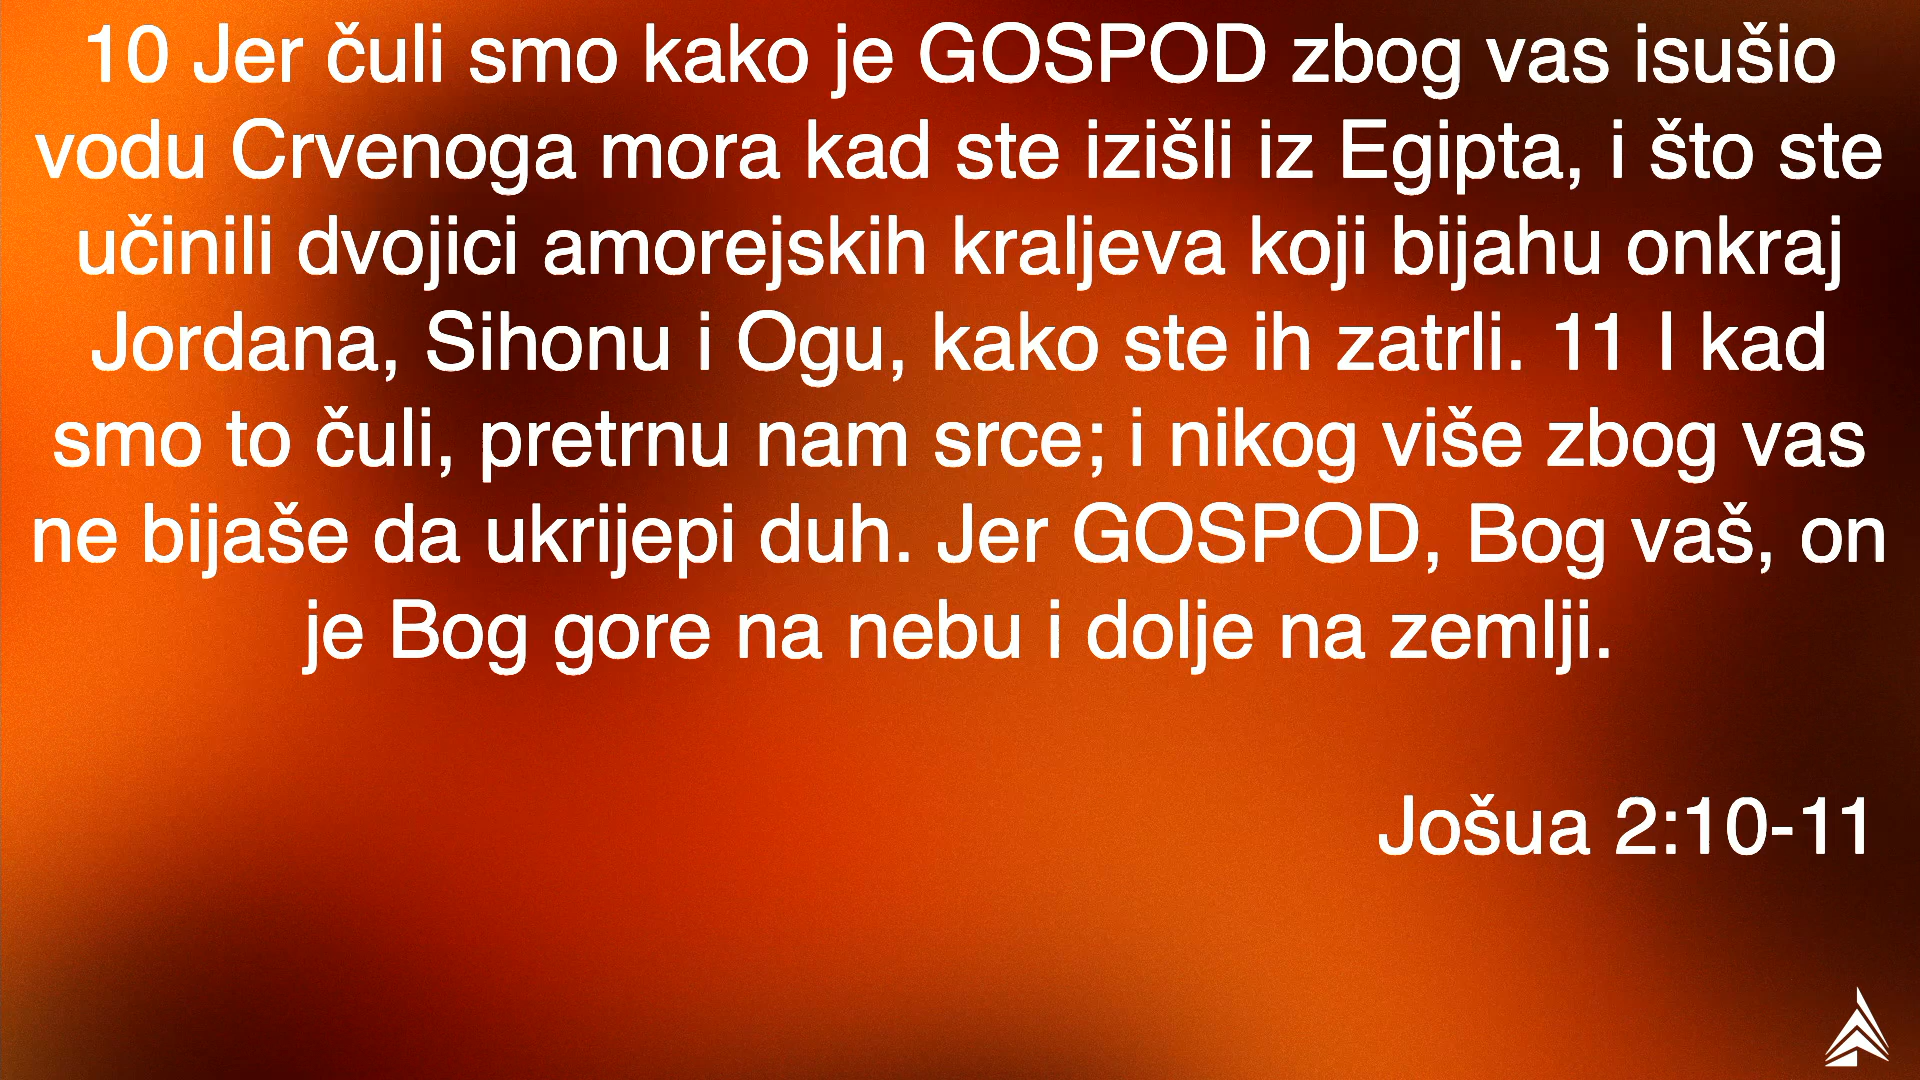 10 Jer čuli smo kako je GOSPOD zbog vas isušio
vodu Crvenoga mora kad ste izišli iz Egipta, i što ste
učinili dvojici amorejskih kraljeva koji bijahu onkraj
Jordana, Sihonu i Ogu, kako ste ih zatrli. 11 I kad
smo to čuli, pretrnu nam srce; i nikog više zbog vas
ne bijaše da ukrijepi duh. Jer GOSPOD, Bog vaš, on
je Bog gore na nebu i dolje na zemlji.
Jošua 2:10-11